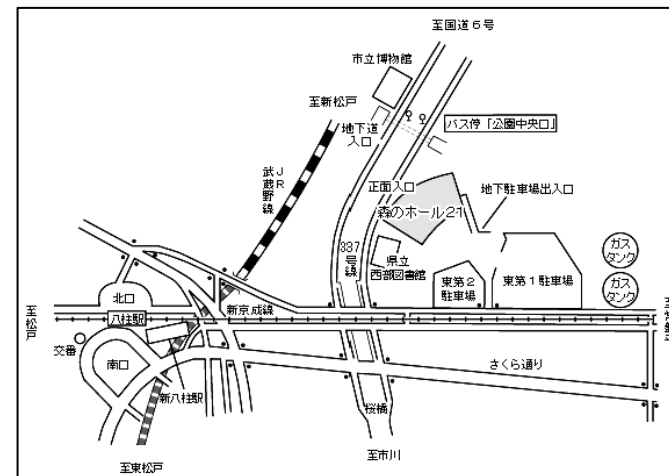 至国道6号
市立博物館
至新松戸
地下道
入口
バス停「公園中央口」
JR
武蔵野線
正面入口
地下駐車場出入口
森のホール21
337
号線
県立
西部図書館
東第2
駐車場
東第1駐車場
ガス
タンク
ガス
タンク
北口
新京成線
至松戸
八柱駅
交番
南口
さくら通り
新八柱駅
桜橋
至東松戸
至市川